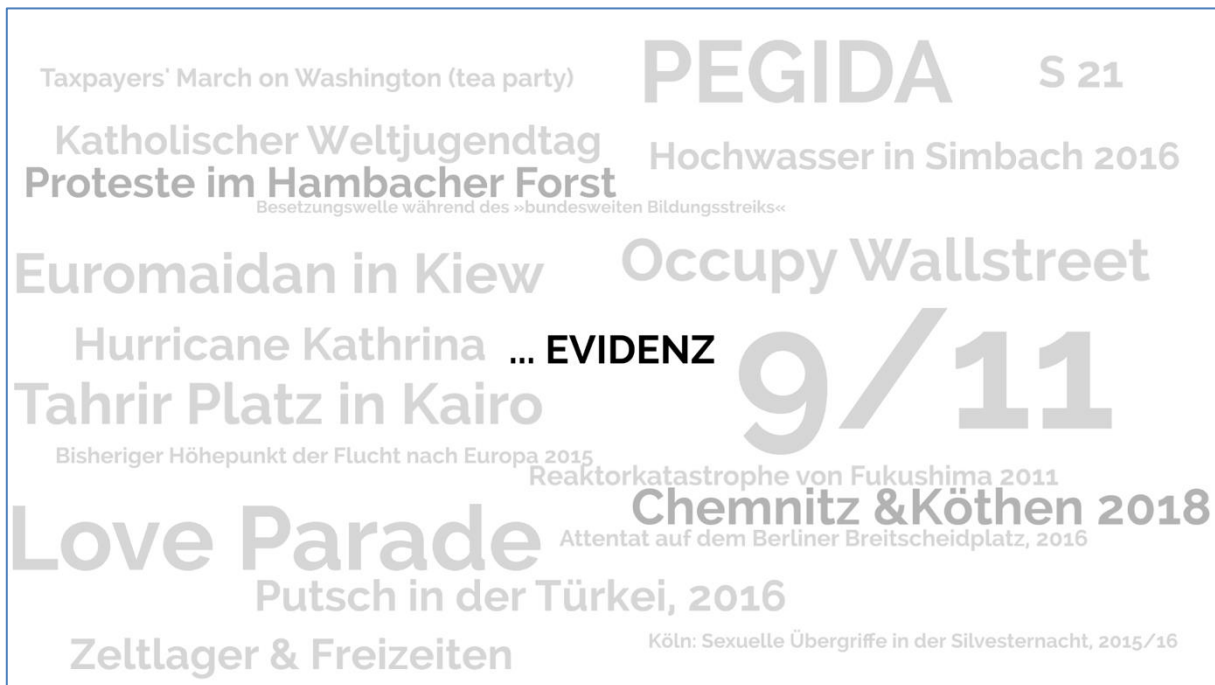 Taxpayers' March on Washington (tea party)
PEGIDA
S 21
Katholischer Weltjugendtag
Hochwasser in Simbach 2016
Proteste im Hambacher Forst
Besetzungswelle während des »bundesweiten Bildungsstreiks«
Euromaidan in Kiew
Occupy Wallstreet
Hurricane Kathrina
... EVIDENZ
9/11
Tahrir Platz in Kairo
Bisheriger Höhepunkt der Flucht nach Europa 2015
Reaktorkatastrophe von Fukushima 2011
Chemnitz &Köthen 2018
Love Parade
Attentat auf dem Berliner Breitscheidplatz, 2016
Putsch in der Türkei, 2016
Zeltlager & Freizeiten
Köln: Sexuelle Übergriffe in der Silvesternacht, 2015/16